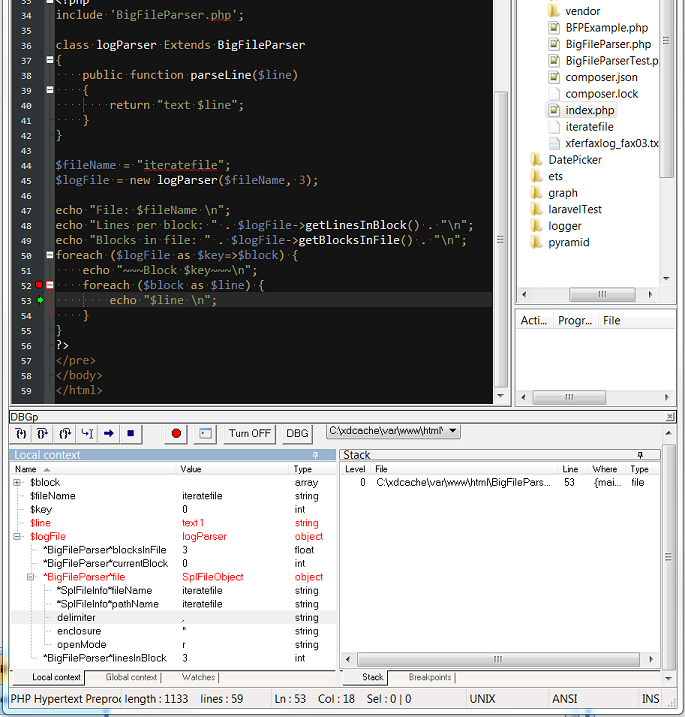 33 <?php
34 include 'BigFileParser.php';
35
36 class logParser Extends BigFileParser
37 {
38 public function parseLine($line)
39 {
40 return "text $line";
41 }
42 }
43
44 $fileName = "iteratefile";
45 $logFile = new logParser($fileName, 3);
46
47 echo "File: $fileName \n";
48 echo "Lines per block: " . $logFile->getLinesInBlock() . "\n";
49 echo "Blocks in file: " . $logFile->getBlocksInFile() . "\n";
50 foreach ($logFile as $key=>$block) {
51 echo "~~~Block $key~~~\n";
52 foreach ($block as $line) {
53 echo "$line \n";
54 }
55 }
56 ?>
57 </pre>
58 </body>
59 </html>
vendor
BFPExample.php
BigFileParser.php
BigFileParserTest.p
composer.json
composer.lock
index.php
iteratefile
xferfaxlog_fax03.tx
DatePicker
ets
graph
laravelTest
logger
pyramid
Acti... Progr... File
DBGp
Turn OFF DBG C:\xdcache\var\www\html\
Local context
Name Value Type
$block array
$fileName iteratefile string
$key 0 int
$line text 1 string
$logFile logParser object
*BigFileParser*blocksInFile 3 float
*BigFileParser*currentBlock 0 int
*BigFileParser*file SplFileObject object
*SplFileInfo*fileName iteratefile string
*SplFileInfo*pathName iteratefile string
delimiter , string
enclosure " string
openMode r string
*BigFileParser*linesInBlock 3 int
Local context Global context Watches
Stack
Level File Line Where Type
0 C:\xdcache\var\www\html\BigFilePars... 53 {mai... file
Stack Breakpoints
PHP Hypertext Preproc length : 1133 lines : 59 Ln : 53 Col : 18 Sel : 0 | 0 UNIX ANSI INS